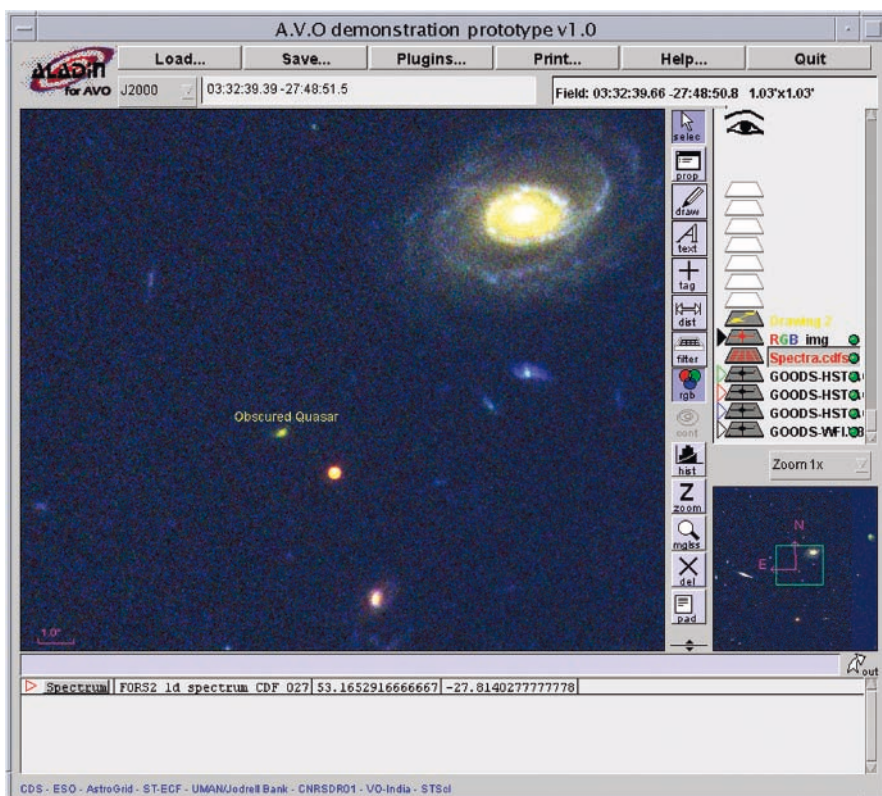 A.V.O demonstration prototype v1.0
Load... Save... Plugins... Print... Help... Quit
ALADIN
for AVO
J2000
03:32:39.39 -27:48:51.5
Field: 03:32:39.66 -27:48:50.8 1.03'x1.03'
selec
prop
draw
text
tag
dist
filter
rgb
cont
hist
zoom
mglss
del
pad
Drawing 2
RGB img
Spectra.cdfs
GOODS-HST
GOODS-HST
GOODS-HST
GOODS-WFI
Obscured Quasar
Zoom 1x
N
E
1.0"
out
Spectrum FORS2 1d spectrum CDF 027 53.1652916666667 -27.8140277777778
CDS - ESO - AstroGrid - ST-ECF - UMAN/Jodrell Bank - CNRSDR01 - VO-India - STScI